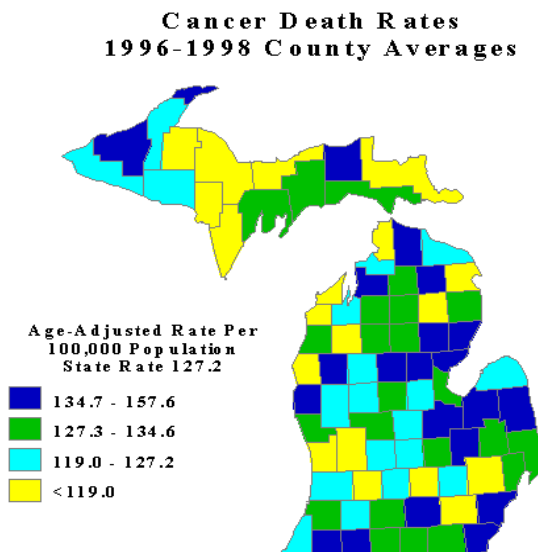 Cancer Death Rates
1996-1998 County Averages
Age-Adjusted Rate Per
100,000 Population
State Rate 127.2
134.7 - 157.6
127.3 - 134.6
119.0 - 127.2
<119.0